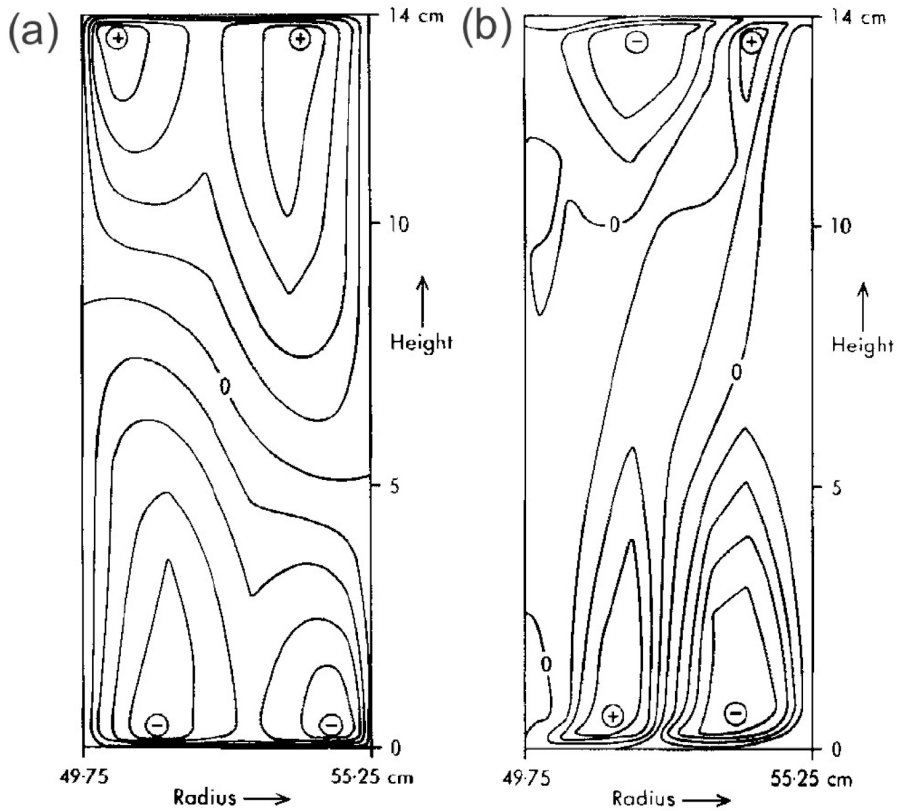 (a)
14 cm
+
+
10
↑
Height
0
5
−
−
0
49·75
55·25 cm
Radius →
(b)
14 cm
−
+
0
10
↑
Height
0
5
0
+
−
0
49·75
55·25 cm
Radius →